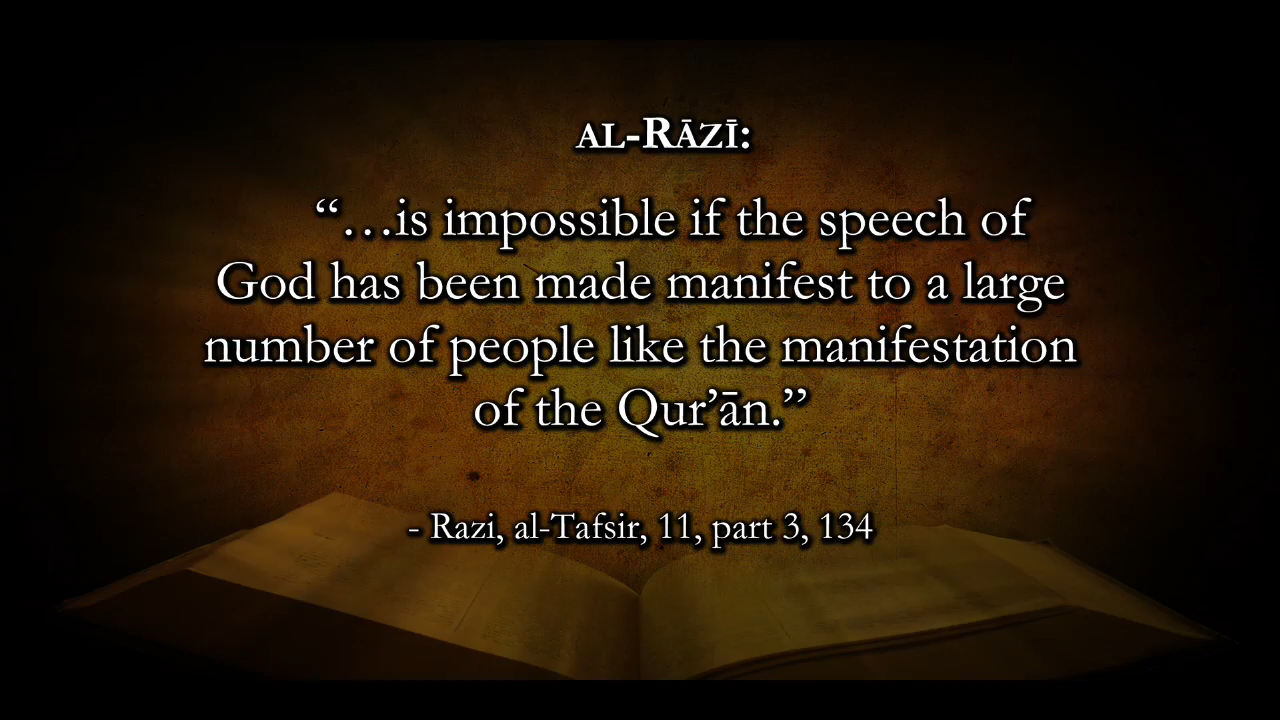 AL-RĀZĪ:
“…is impossible if the speech of
God has been made manifest to a large
number of people like the manifestation
of the Qur’ān.”
- Razi, al-Tafsir, 11, part 3, 134